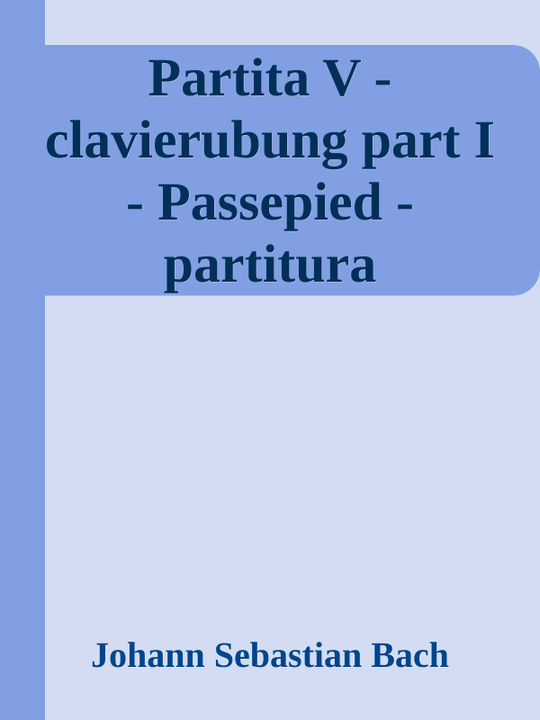 Partita V -
clavierubung part I
- Passepied -
partitura
Johann Sebastian Bach